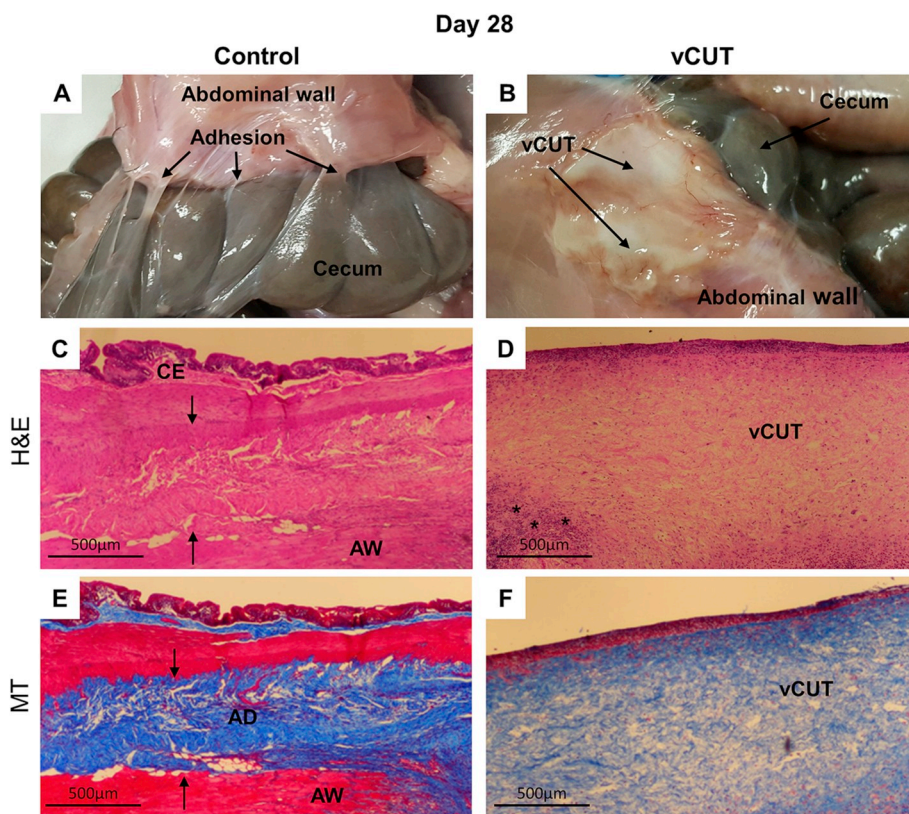 Day 28
Control
vCUT
A
Abdominal wall
Adhesion
Cecum
B
Cecum
vCUT
Abdominal wall
H&E
C
CE
AW
500µm
D
vCUT
* * *
500µm
MT
E
AD
AW
500µm
F
vCUT
500µm